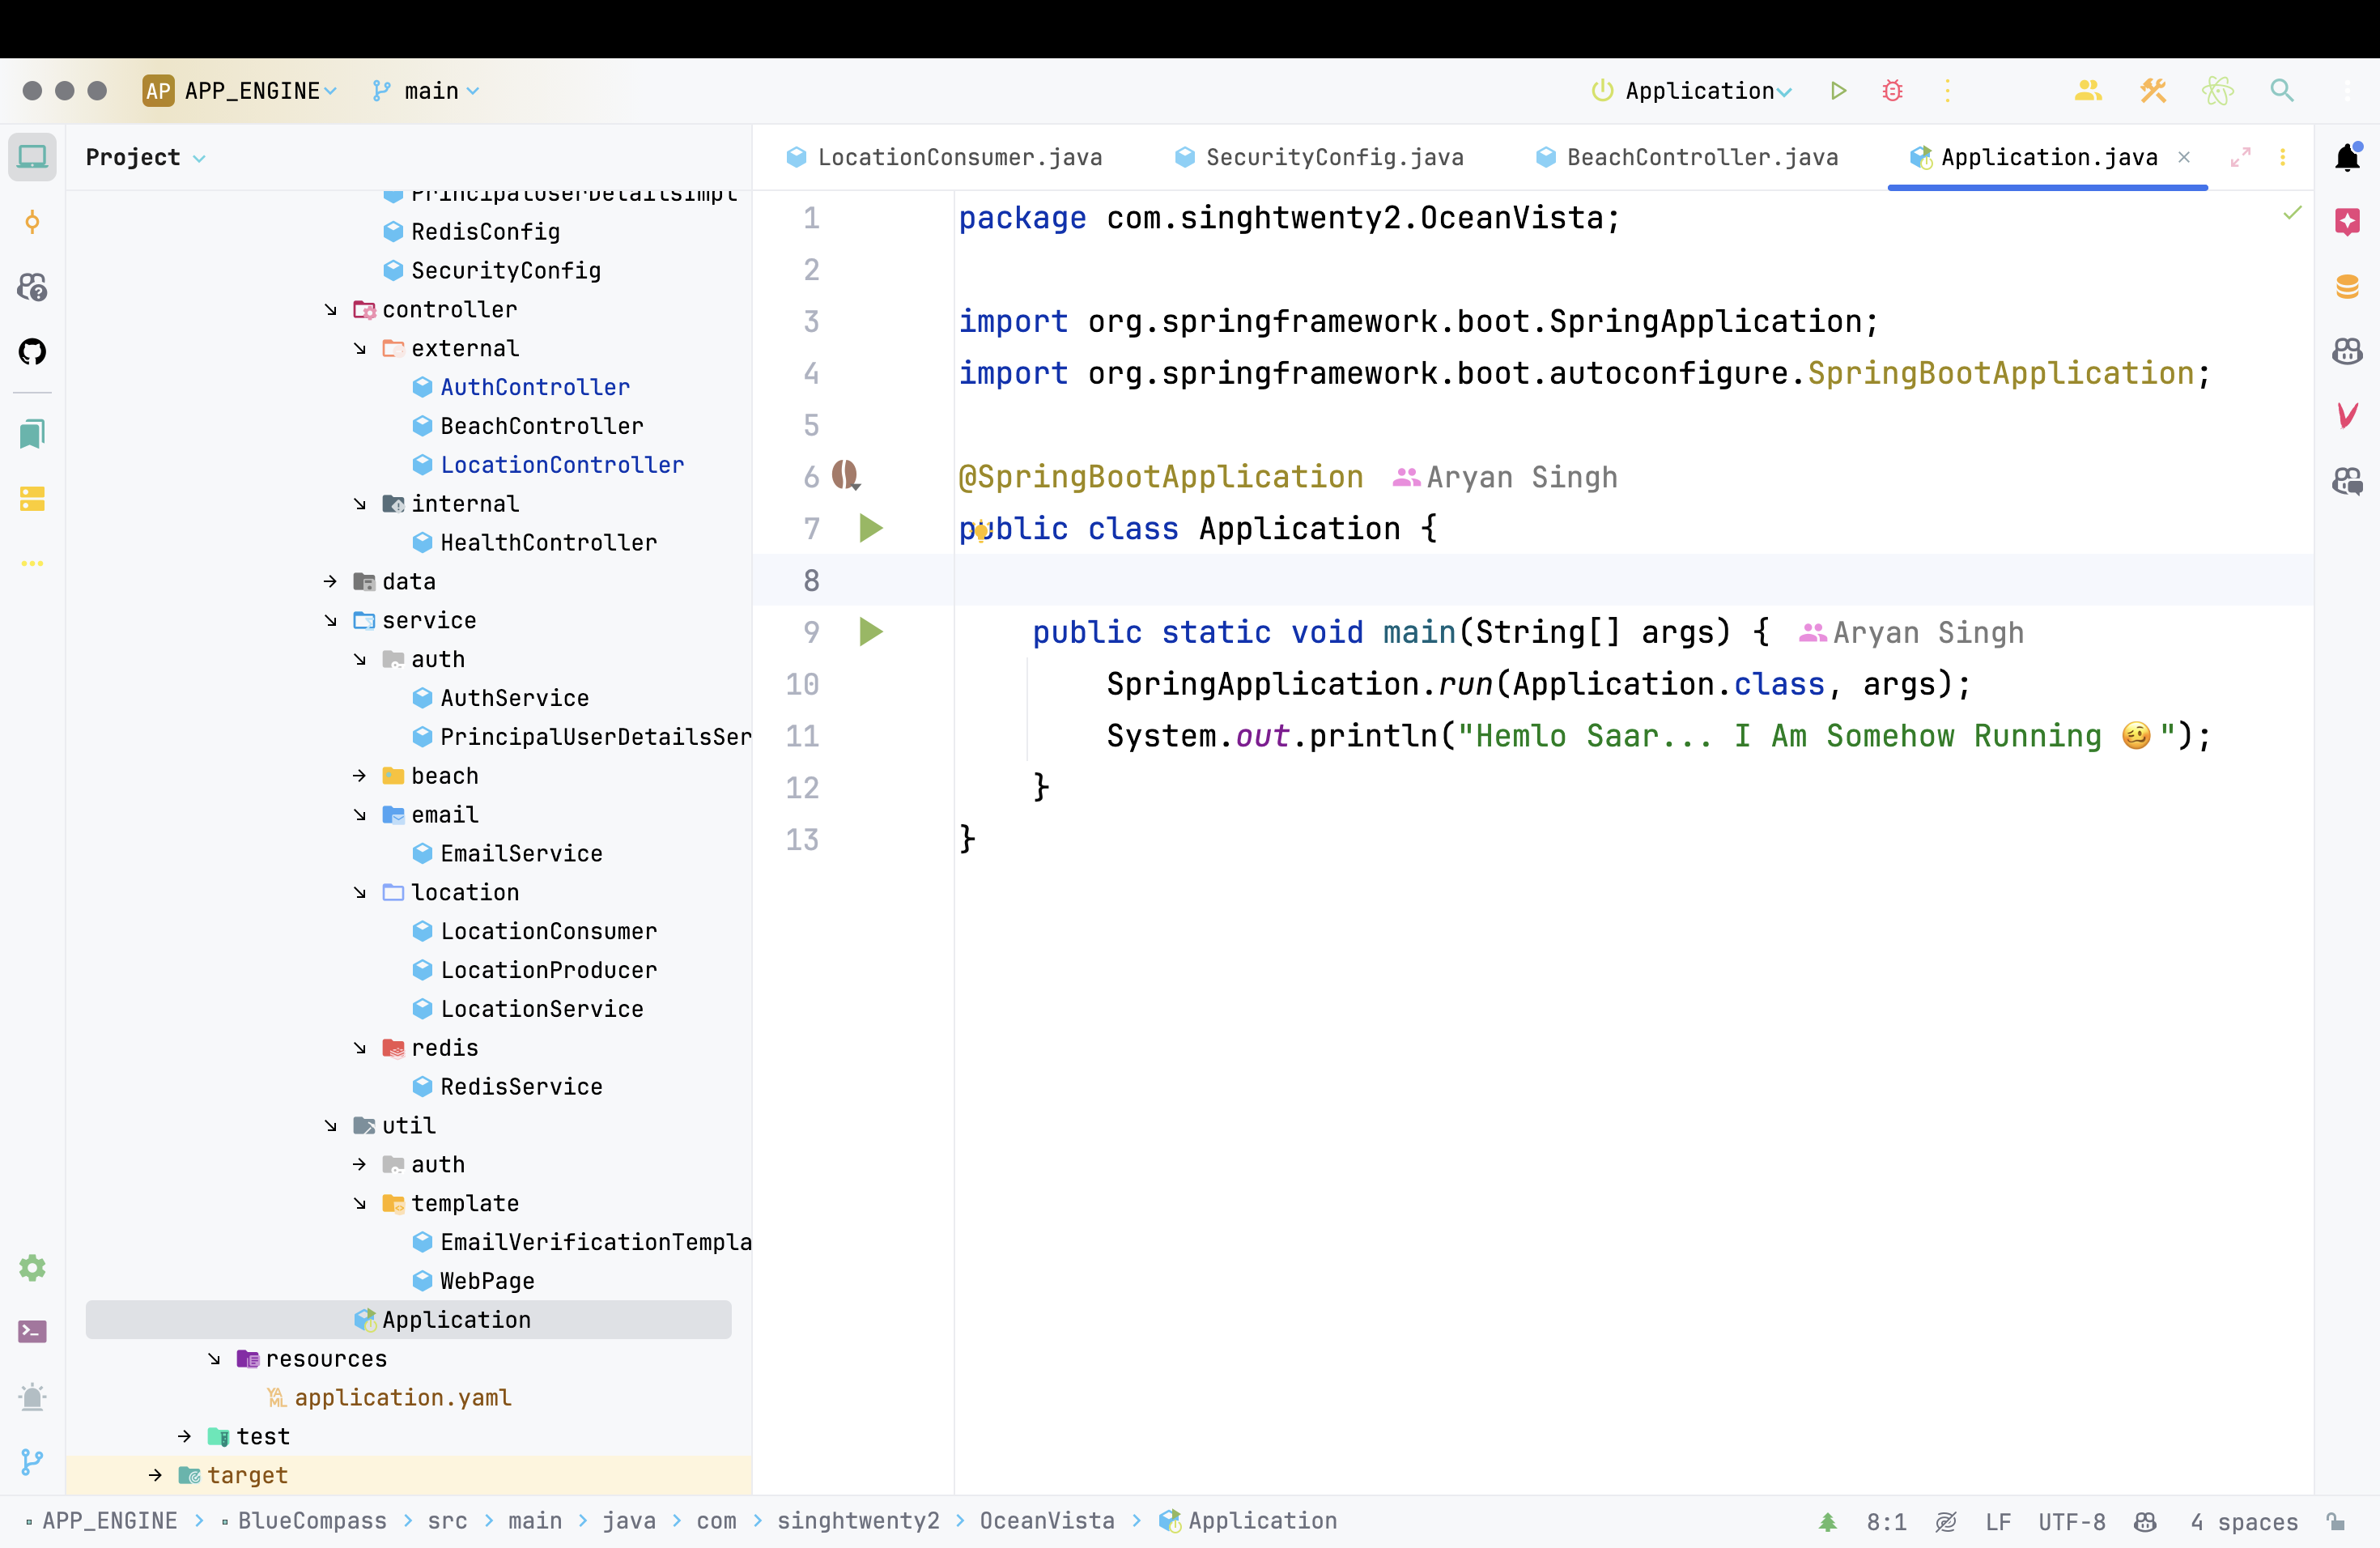 AP APP_ENGINE main Application
Project
LocationConsumer.java SecurityConfig.java BeachController.java Application.java
PrincipalUserDetailsImpl
RedisConfig
SecurityConfig
controller
external
AuthController
BeachController
LocationController
internal
HealthController
data
service
auth
AuthService
PrincipalUserDetailsSer
beach
email
EmailService
location
LocationConsumer
LocationProducer
LocationService
redis
RedisService
util
auth
template
EmailVerificationTempla
WebPage
Application
resources
YAML application.yaml
test
target
1 package com.singhtwenty2.OceanVista;
2
3 import org.springframework.boot.SpringApplication;
4 import org.springframework.boot.autoconfigure.SpringBootApplication;
5
6 @SpringBootApplication Aryan Singh
7 public class Application {
8
9 public static void main(String[] args) { Aryan Singh
10 SpringApplication.run(Application.class, args);
11 System.out.println("Hemlo Saar... I Am Somehow Running 🥴");
12 }
13 }
APP_ENGINE BlueCompass src main java com singhtwenty2 OceanVista Application 8:1 LF UTF-8 4 spaces